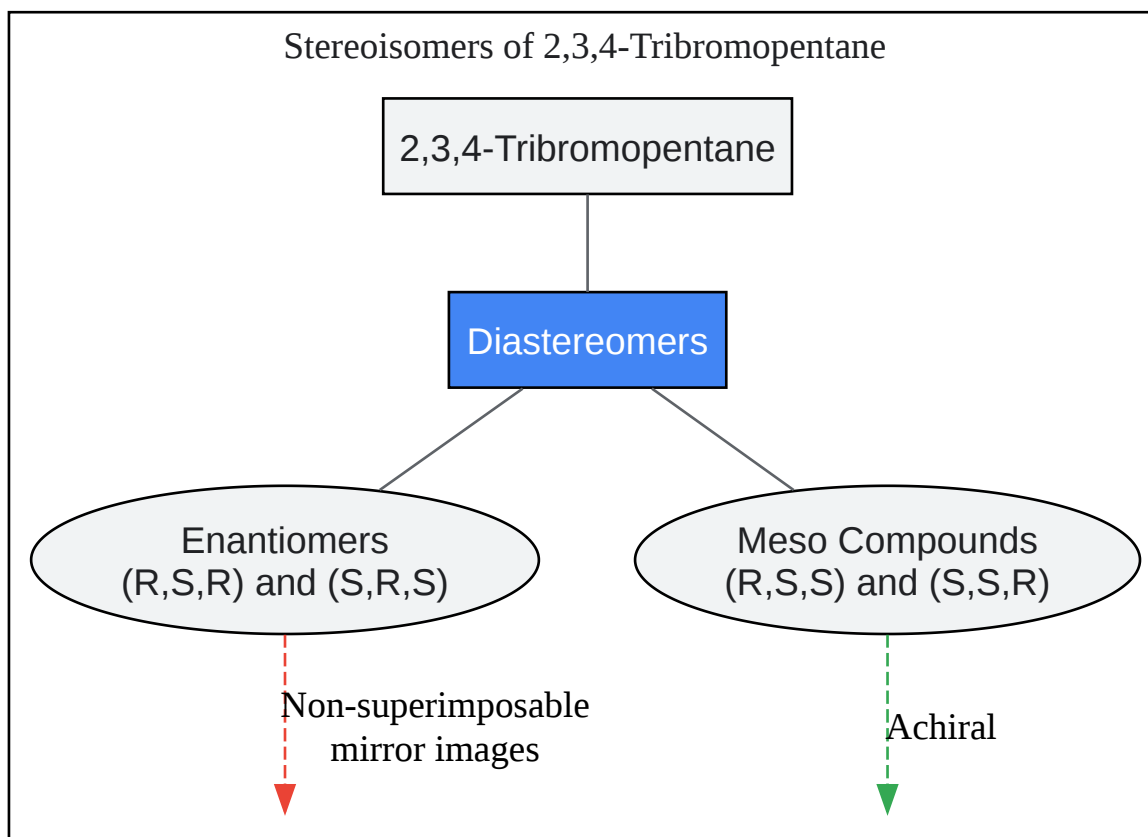 Stereoisomers of 2,3,4-Tribromopentane
2,3,4-Tribromopentane
Diastereomers
Enantiomers
(R,S,R) and (S,R,S)
Meso Compounds
(R,S,S) and (S,S,R)
Non-superimposable
mirror images
Achiral